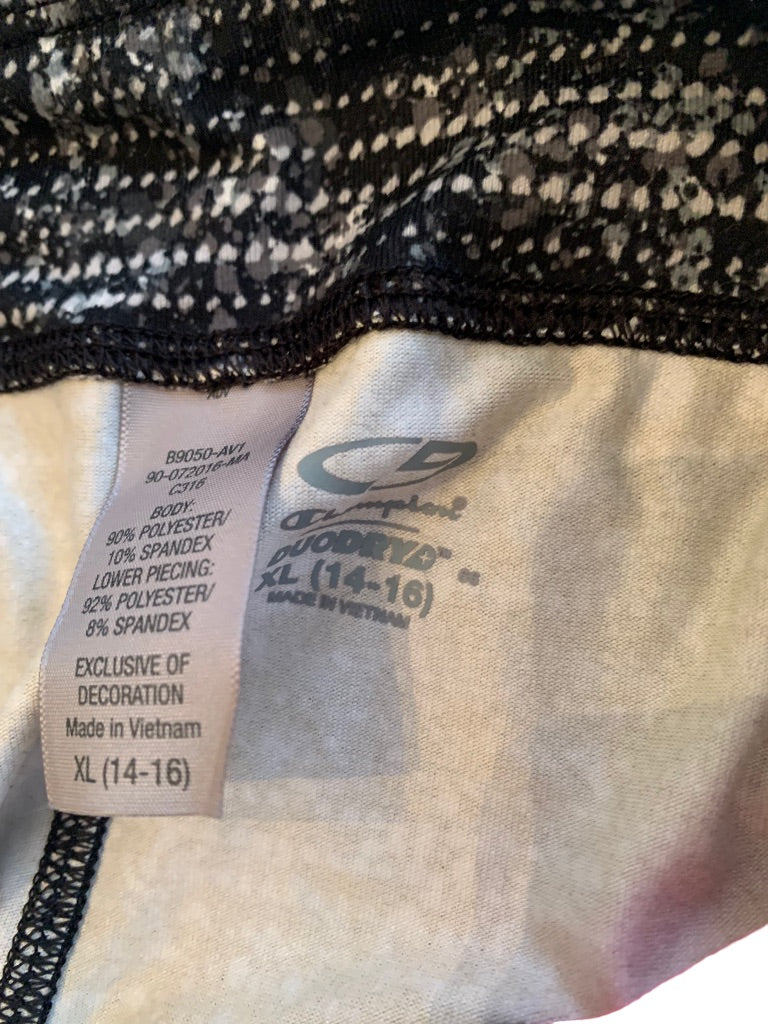 B9050-AV1
90-072016-MA
C316
BODY:
90% POLYESTER/
10% SPANDEX
LOWER PIECING:
92% POLYESTER/
8% SPANDEX
EXCLUSIVE OF
DECORATION
Made in Vietnam
XL (14-16)
Champion
DUODRY
XL (14-16)
MADE IN VIETNAM